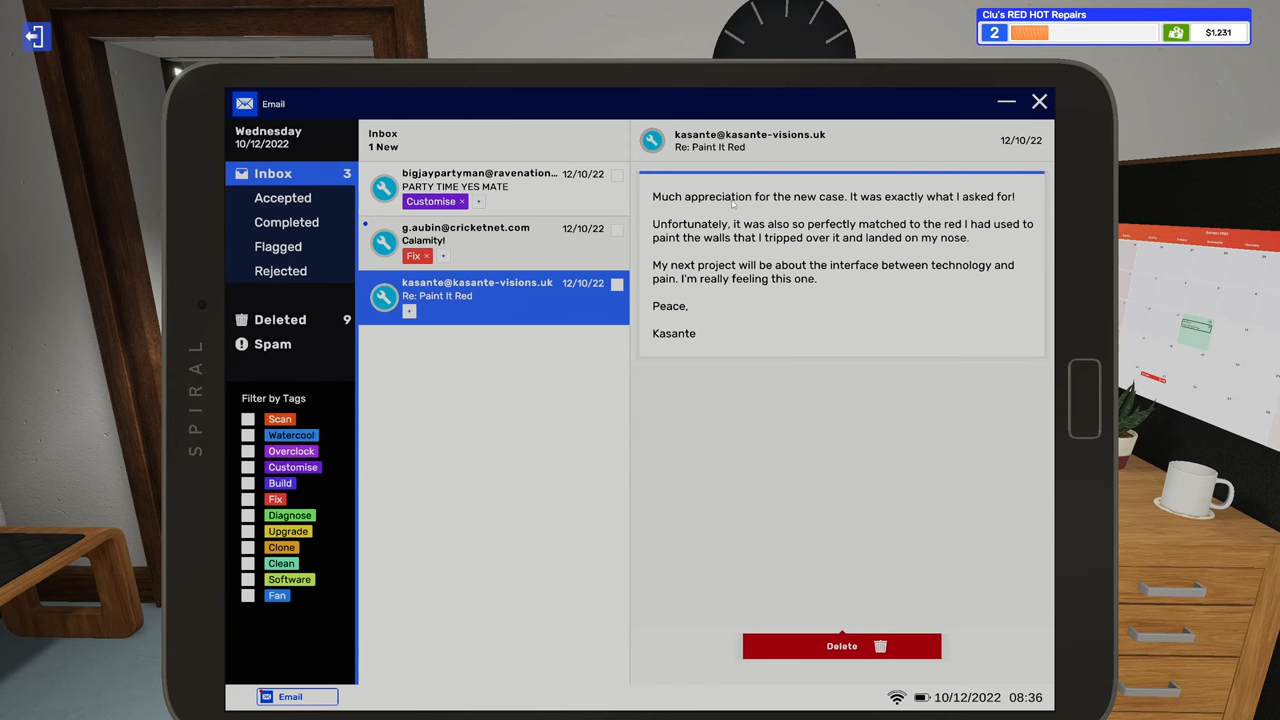 Clu's RED HOT Repairs
2
$1,231
Email
Wednesday
10/12/2022
Inbox 3
Accepted
Completed
Flagged
Rejected
Deleted 9
Spam
Filter by Tags
Scan
Watercool
Overclock
Customise
Build
Fix
Diagnose
Upgrade
Clone
Clean
Software
Fan
Inbox
1 New
bigjaypartyman@ravenation... 12/10/22
PARTY TIME YES MATE
Customise × +
g.aubin@cricketnet.com 12/10/22
Calamity!
Fix × +
kasante@kasante-visions.uk 12/10/22
Re: Paint It Red
+
kasante@kasante-visions.uk 12/10/22
Re: Paint It Red
Much appreciation for the new case. It was exactly what I asked for!
Unfortunately, it was also so perfectly matched to the red I had used to
paint the walls that I tripped over it and landed on my nose.
My next project will be about the interface between technology and
pain. I'm really feeling this one.
Peace,
Kasante
Delete
Email
10/12/2022 08:36
SPIRAL